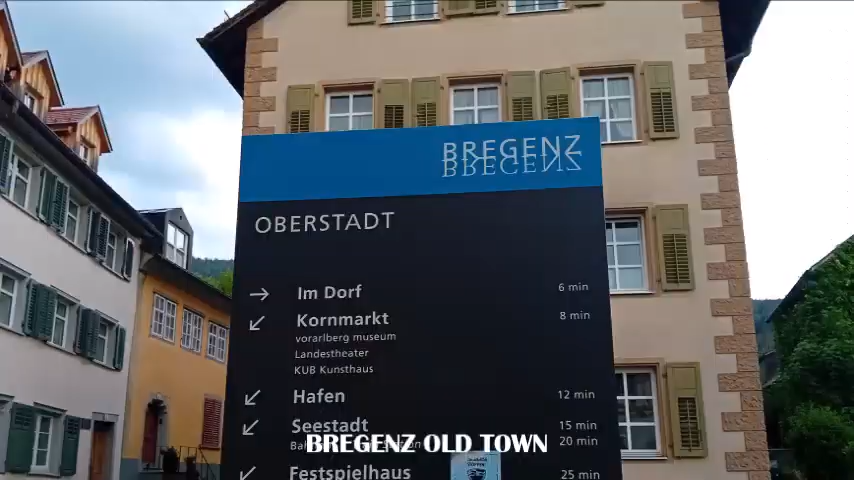 BREGENZ
OBERSTADT
→ Im Dorf 6 min
↙ Kornmarkt 8 min
vorarlberg museum
Landestheater
KUB Kunsthaus
↙ Hafen 12 min
↙ Seestadt 15 min
20 min
BREGENZ OLD TOWN
↙ Festspielhaus 25 min